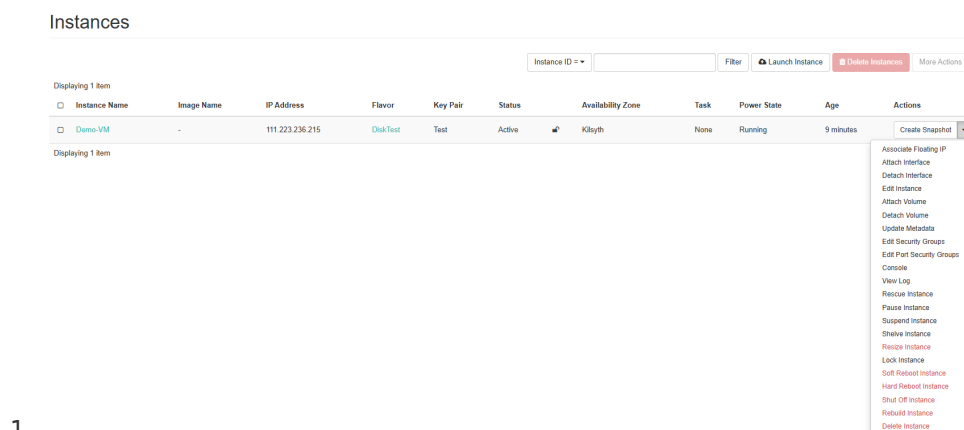 Instances
Instance ID = Filter Launch Instance Delete Instances More Actions
Displaying 1 item
Instance Name Image Name IP Address Flavor Key Pair Status Availability Zone Task Power State Age Actions
Demo-VM - 111.223.236.215 DiskTest Test Active Kilsyth None Running 9 minutes Create Snapshot
Displaying 1 item
Associate Floating IP
Attach Interface
Detach Interface
Edit Instance
Attach Volume
Detach Volume
Update Metadata
Edit Security Groups
Edit Port Security Groups
Console
View Log
Rescue Instance
Pause Instance
Suspend Instance
Shelve Instance
Resize Instance
Lock Instance
Soft Reboot Instance
Hard Reboot Instance
Shut Off Instance
Rebuild Instance
Delete Instance
1